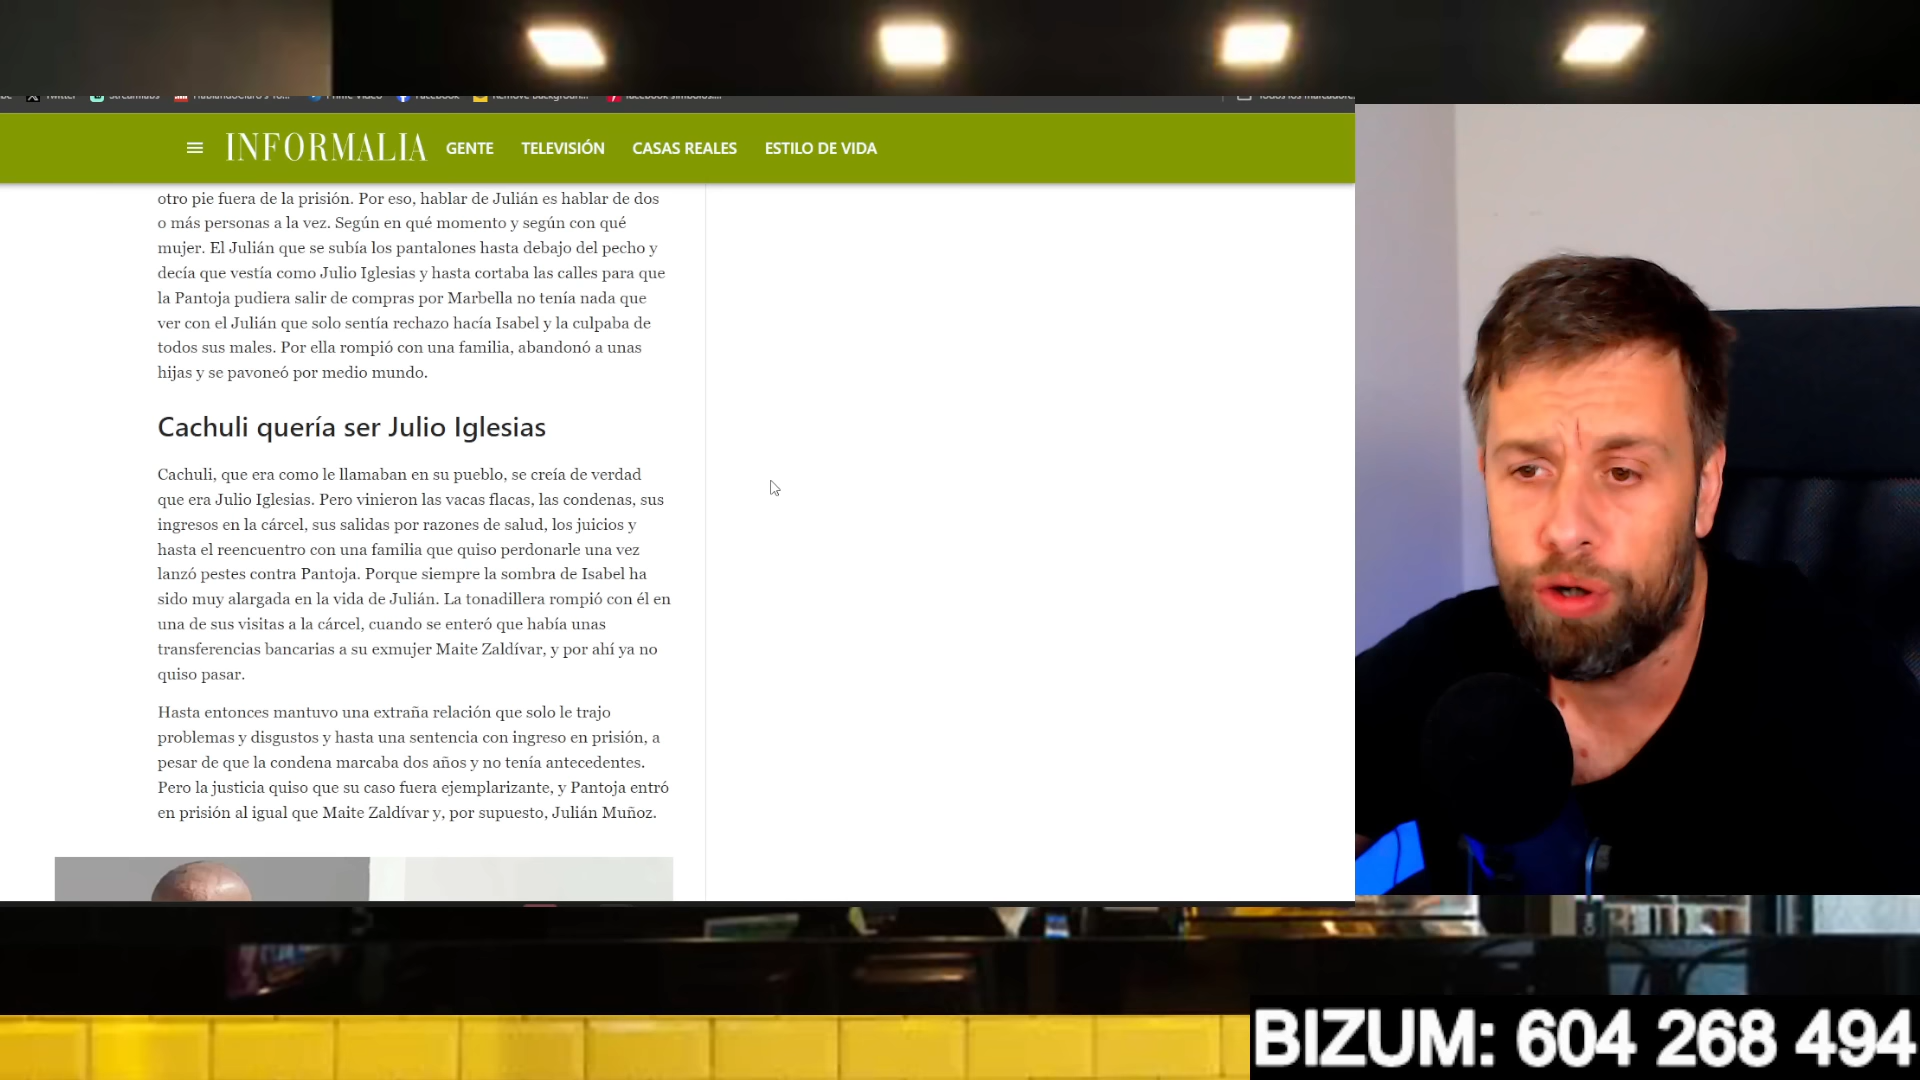 INFORMALIA GENTE TELEVISIÓN CASAS REALES ESTILO DE VIDA
otro pie fuera de la prisión. Por eso, hablar de Julián es hablar de dos
o más personas a la vez. Según en qué momento y según con qué
mujer. El Julián que se subía los pantalones hasta debajo del pecho y
decía que vestía como Julio Iglesias y hasta cortaba las calles para que
la Pantoja pudiera salir de compras por Marbella no tenía nada que
ver con el Julián que solo sentía rechazo hacía Isabel y la culpaba de
todos sus males. Por ella rompió con una familia, abandonó a unas
hijas y se pavoneó por medio mundo.
Cachuli quería ser Julio Iglesias
Cachuli, que era como le llamaban en su pueblo, se creía de verdad
que era Julio Iglesias. Pero vinieron las vacas flacas, las condenas, sus
ingresos en la cárcel, sus salidas por razones de salud, los juicios y
hasta el reencuentro con una familia que quiso perdonarle una vez
lanzó pestes contra Pantoja. Porque siempre la sombra de Isabel ha
sido muy alargada en la vida de Julián. La tonadillera rompió con él en
una de sus visitas a la cárcel, cuando se enteró que había unas
transferencias bancarias a su exmujer Maite Zaldívar, y por ahí ya no
quiso pasar.
Hasta entonces mantuvo una extraña relación que solo le trajo
problemas y disgustos y hasta una sentencia con ingreso en prisión, a
pesar de que la condena marcaba dos años y no tenía antecedentes.
Pero la justicia quiso que su caso fuera ejemplarizante, y Pantoja entró
en prisión al igual que Maite Zaldívar y, por supuesto, Julián Muñoz.
BIZUM: 604 268 494